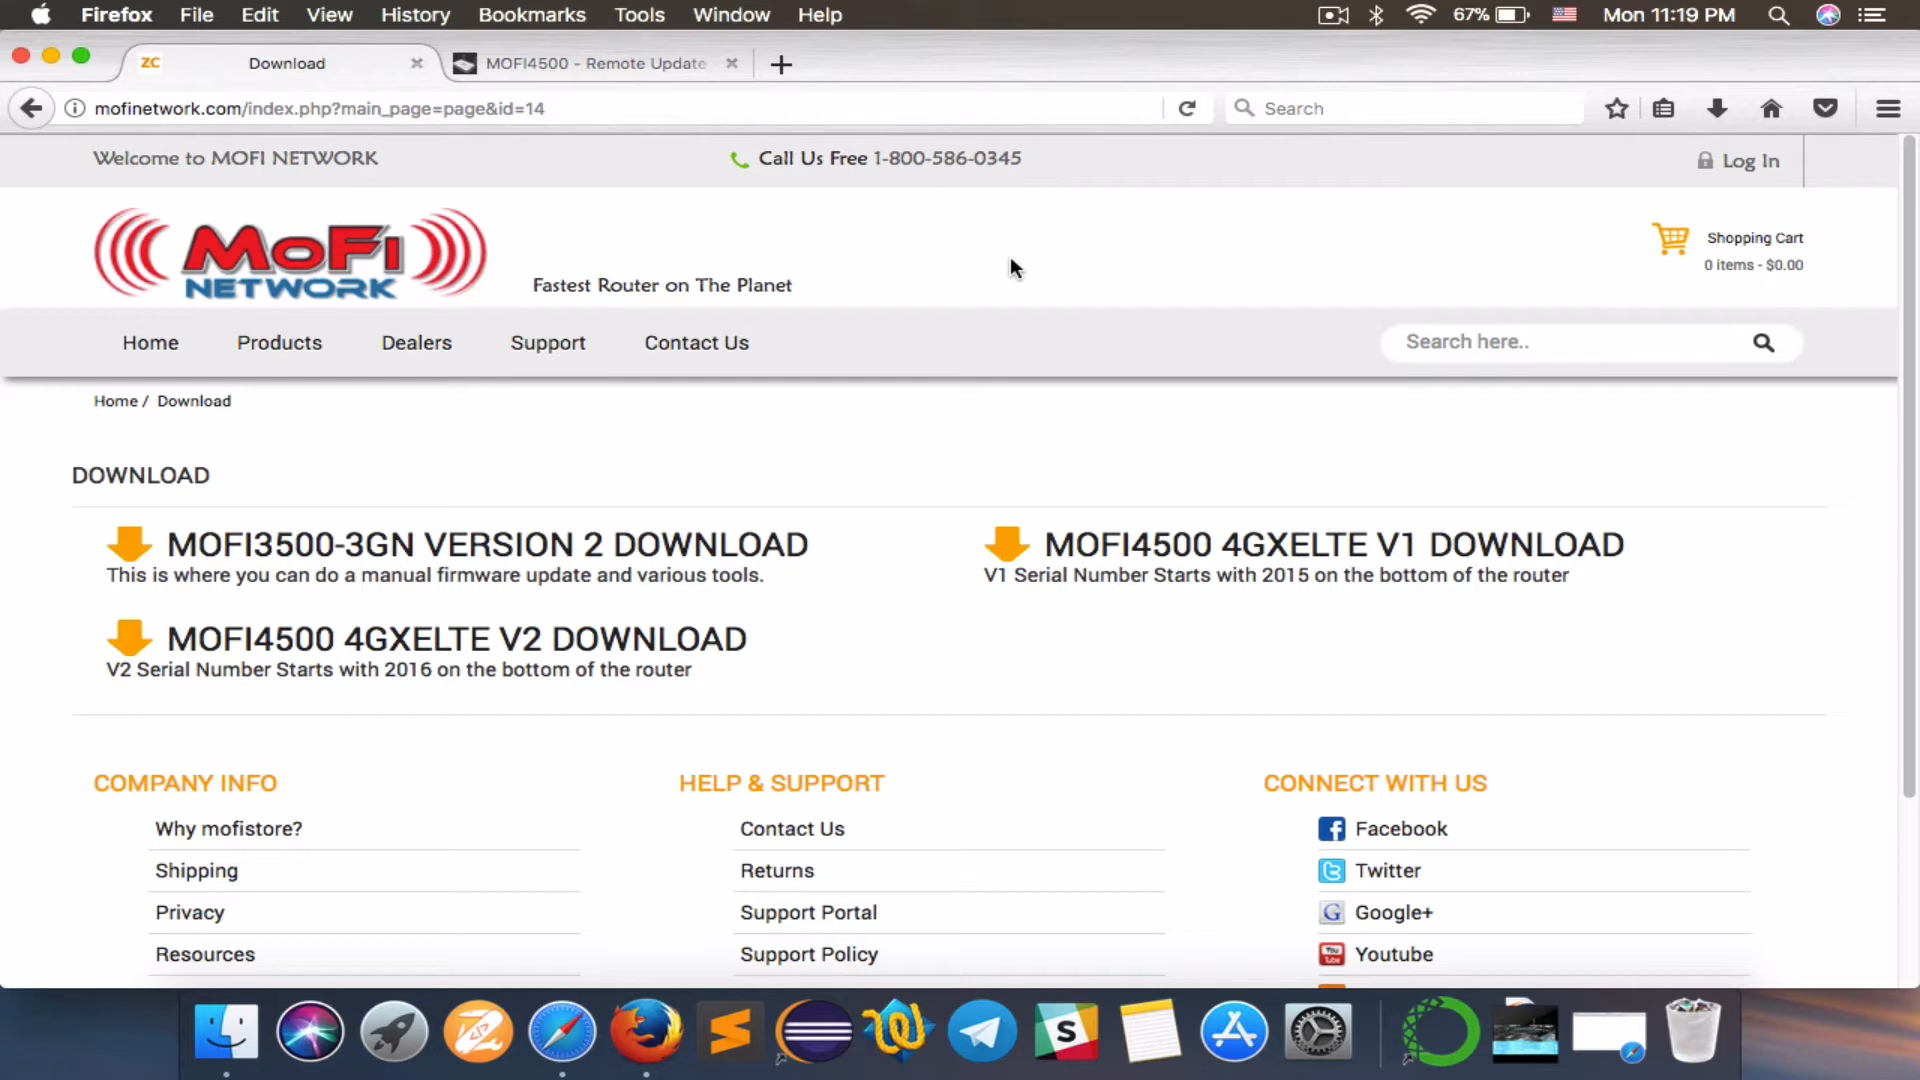 Firefox File Edit View History Bookmarks Tools Window Help 67% Mon 11:19 PM
ZC Download MOFI4500 - Remote Update
mofinetwork.com/index.php?main_page=page&id=14 Search
Welcome to MOFI NETWORK Call Us Free 1-800-586-0345 Log In
MoFi
NETWORK
Fastest Router on The Planet
Shopping Cart
0 items - $0.00
Home Products Dealers Support Contact Us Search here..
Home / Download
DOWNLOAD
MOFI3500-3GN VERSION 2 DOWNLOAD
This is where you can do a manual firmware update and various tools.
MOFI4500 4GXELTE V1 DOWNLOAD
V1 Serial Number Starts with 2015 on the bottom of the router
MOFI4500 4GXELTE V2 DOWNLOAD
V2 Serial Number Starts with 2016 on the bottom of the router
COMPANY INFO
Why mofistore?
Shipping
Privacy
Resources
HELP & SUPPORT
Contact Us
Returns
Support Portal
Support Policy
CONNECT WITH US
Facebook
Twitter
Google+
Youtube